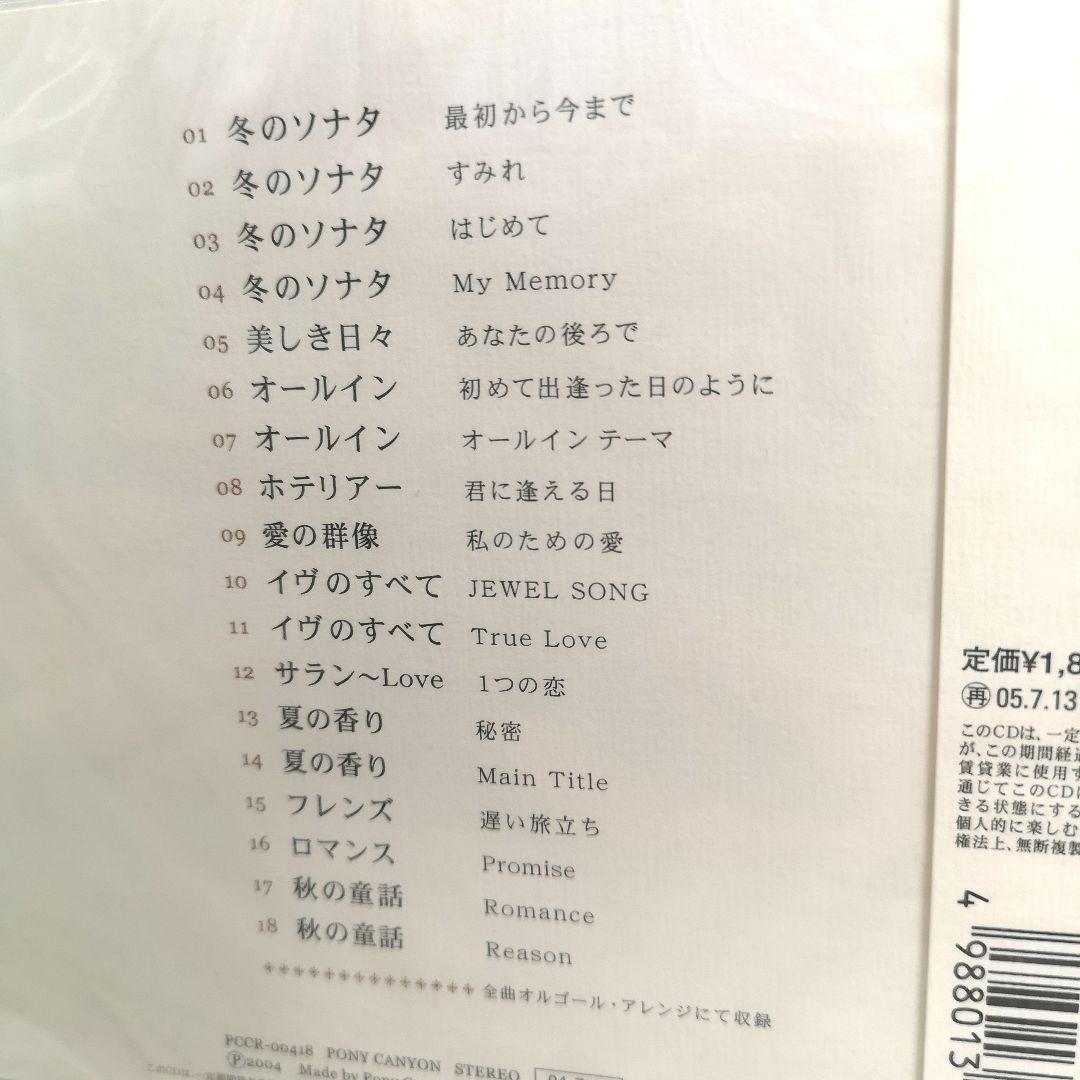 01 冬のソナタ 最初から今まで
02 冬のソナタ すみれ
03 冬のソナタ はじめて
04 冬のソナタ My Memory
05 美しき日々 あなたの後ろで
06 オールイン 初めて出逢った日のように
07 オールイン オールイン テーマ
08 ホテリアー 君に逢える日
09 愛の群像 私のための愛
10 イヴのすべて JEWEL SONG
11 イヴのすべて True Love
12 サラン〜Love 1つの恋
13 夏の香り 秘密
14 夏の香り Main Title
15 フレンズ 遅い旅立ち
16 ロマンス Promise
17 秋の童話 Romance
18 秋の童話 Reason
全曲オルゴール・アレンジにて収録
PCCR-00418 PONY CANYON STEREO
Ⓟ2004 Made by Pony
定価¥1,8
再 05.7.13
このCDは、一定
が、この期間経過
賃貸業に使用す
通じてこのCDに
きる状態にする
個人的に楽しむ
権法上、無断複製
4 988013